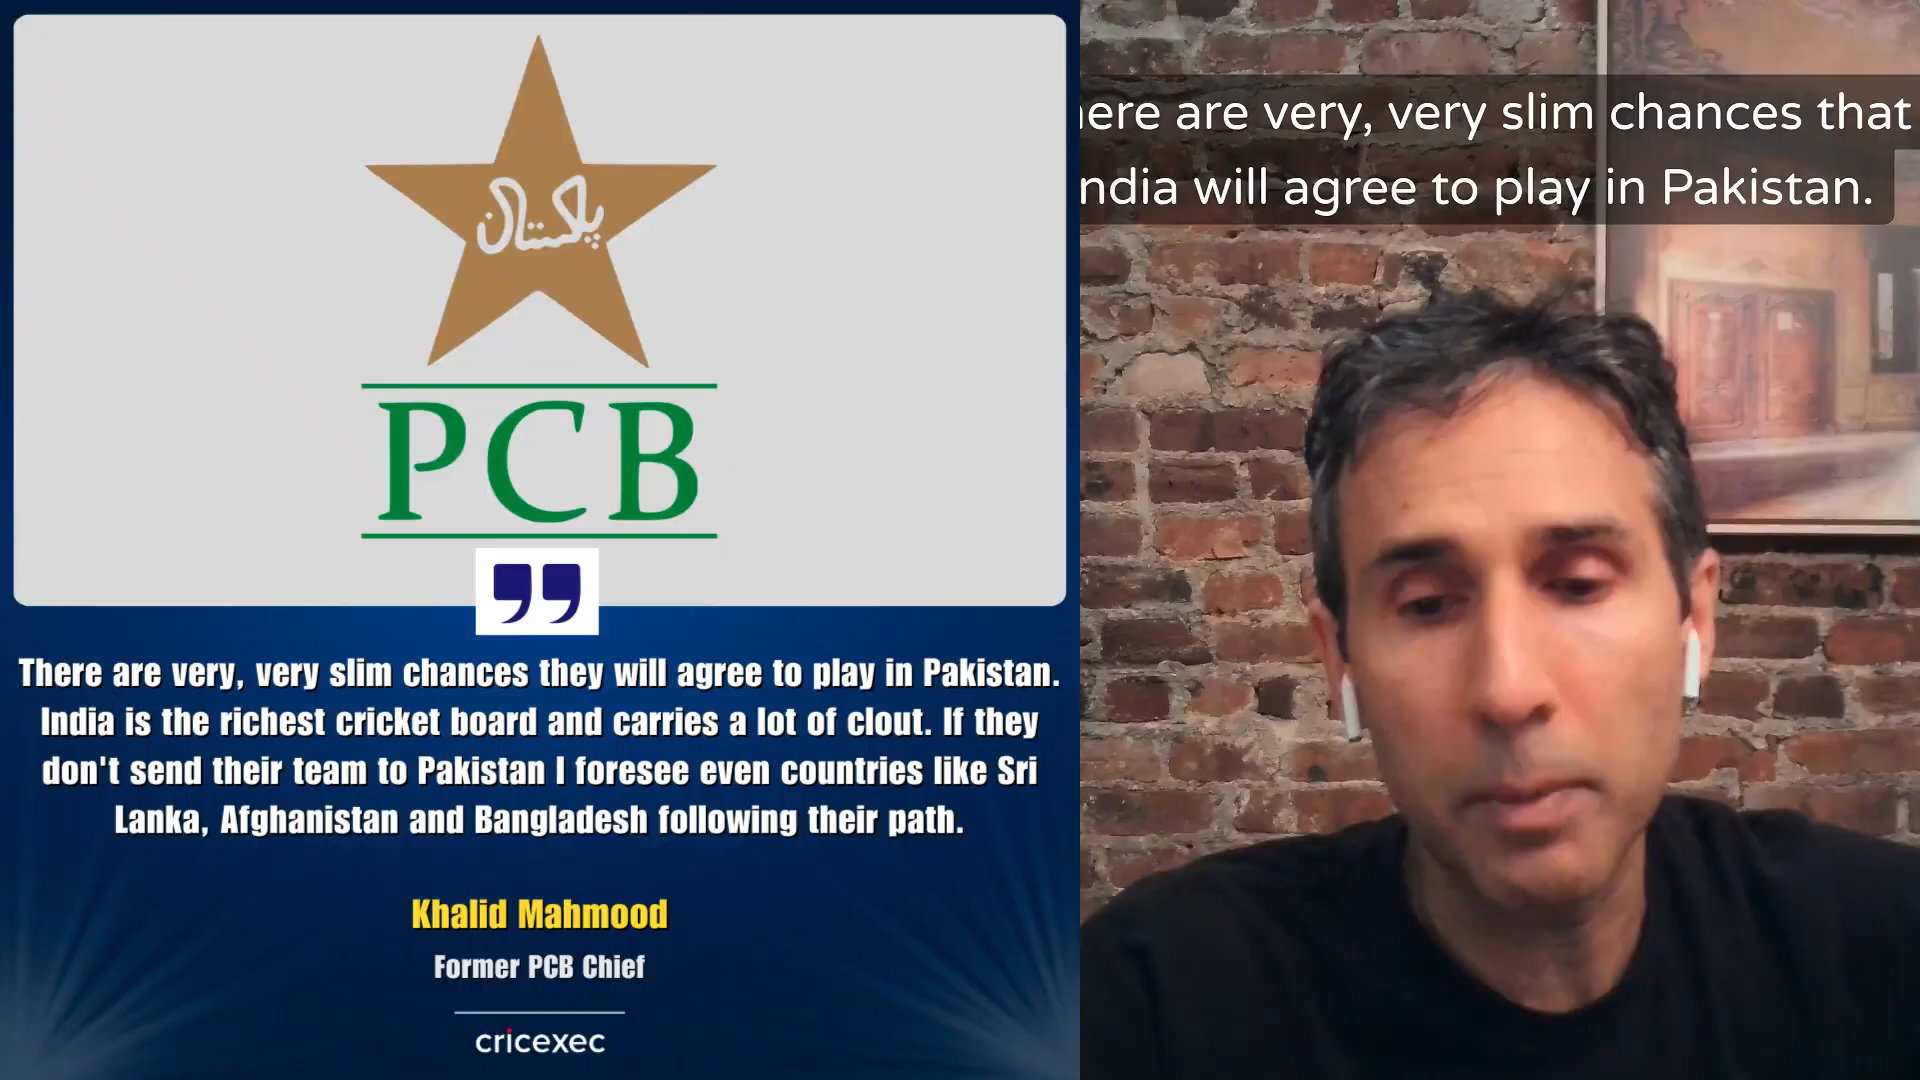 پاکستان
PCB
There are very, very slim chances they will agree to play in Pakistan.
India is the richest cricket board and carries a lot of clout. If they
don't send their team to Pakistan I foresee even countries like Sri
Lanka, Afghanistan and Bangladesh following their path.
Khalid Mahmood
Former PCB Chief
cricexec
here are very, very slim chances that
ndia will agree to play in Pakistan.